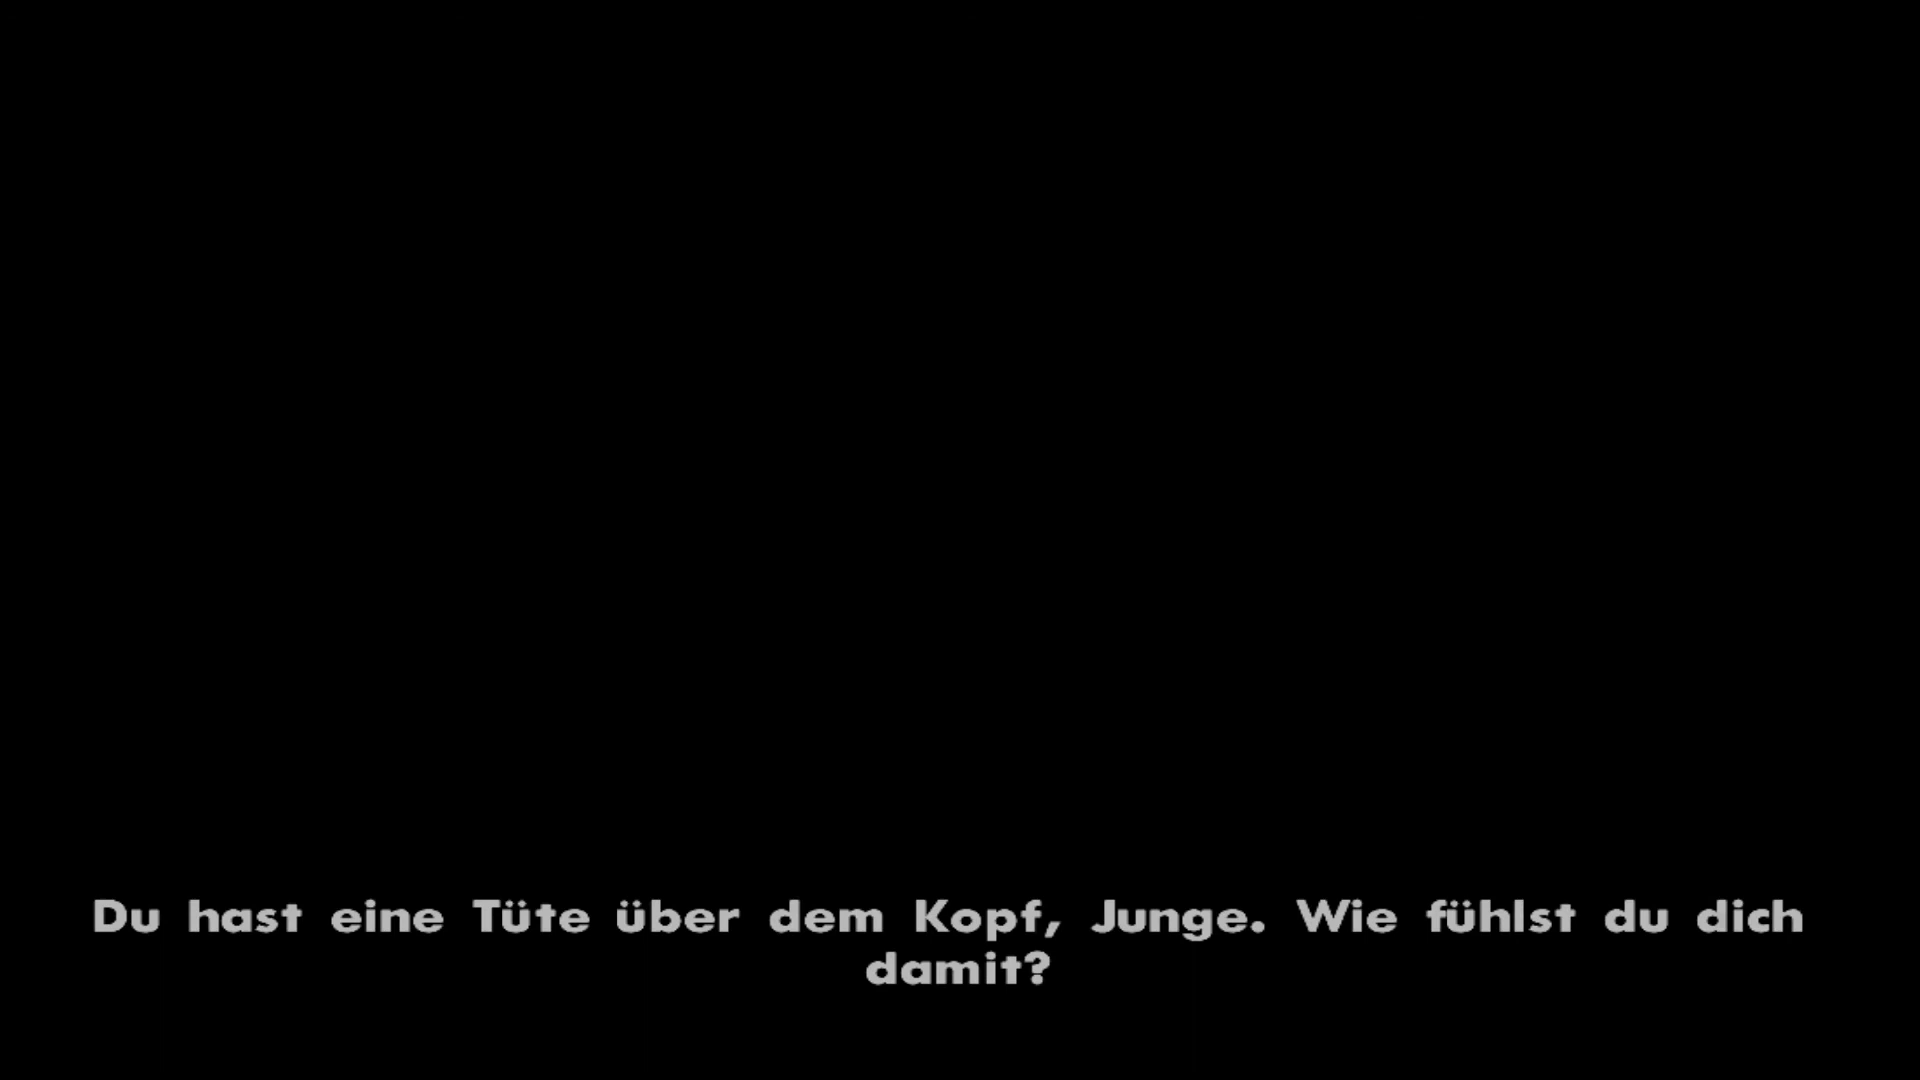 Du hast eine Tüte über dem Kopf, Junge. Wie fühlst du dich
damit?